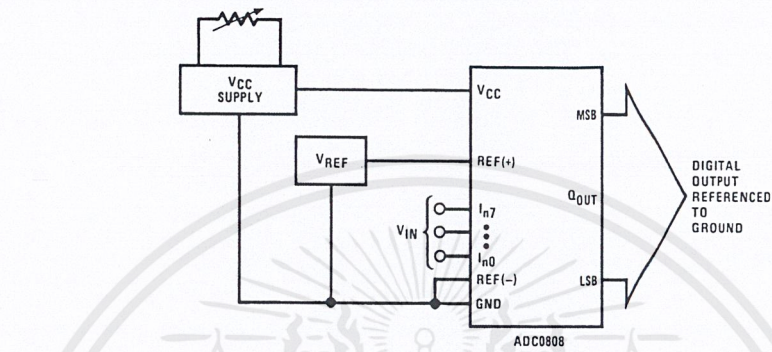 VCC
SUPPLY
VCC
MSB
VREF
REF(+)
DIGITAL
OUTPUT
REFERENCED
TO
GROUND
QOUT
In7
VIN
In0
REF(−)
LSB
GND
ADC0808